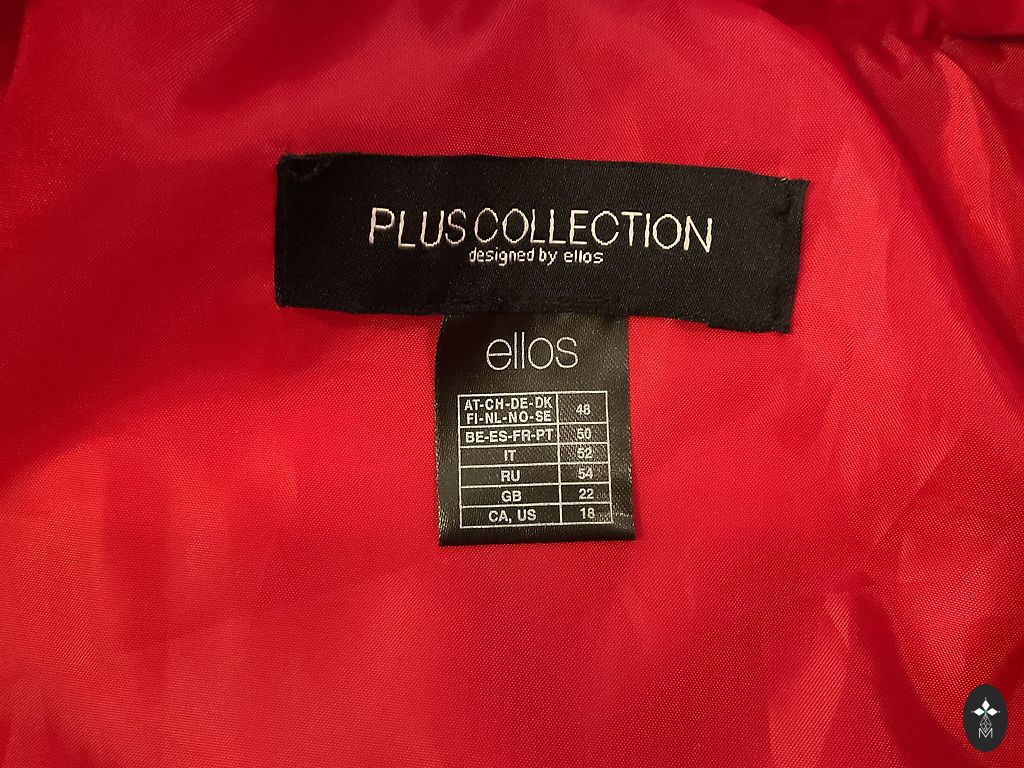 PLUS COLLECTION
designed by ellos
ellos
AT-CH-DE-DK
FI-NL-NO-SE 48
BE-ES-FR-PT 50
IT 52
RU 54
GB 22
CA, US 18
M